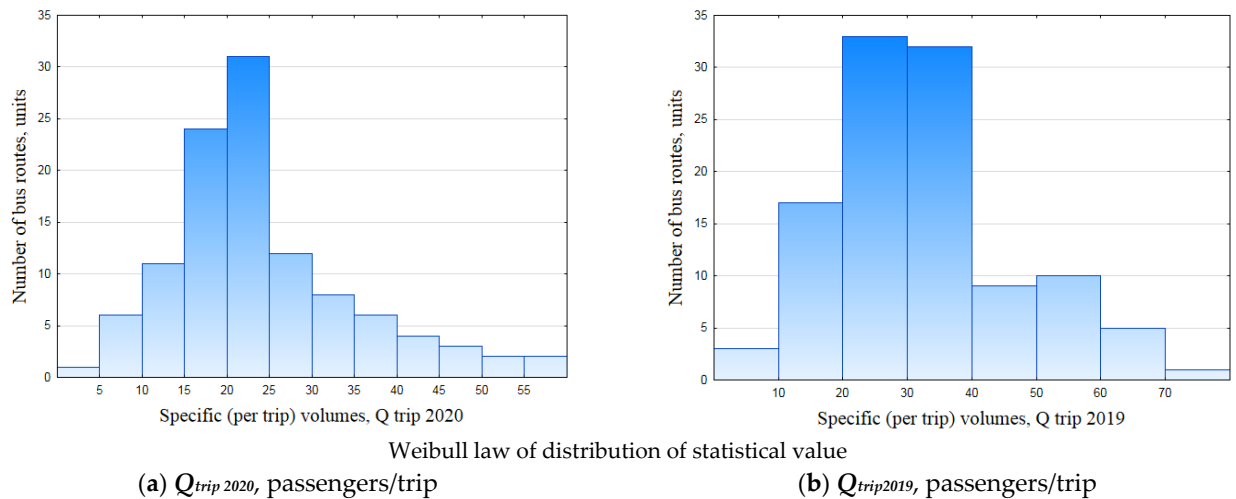 35
30
25
20
15
10
5
0
Number of bus routes, units
5 10 15 20 25 30 35 40 45 50 55
Specific (per trip) volumes, Q trip 2020
35
30
25
20
15
10
5
0
Number of bus routes, units
10 20 30 40 50 60 70
Specific (per trip) volumes, Q trip 2019
Weibull law of distribution of statistical value
(a) Qtrip 2020, passengers/trip
(b) Qtrip2019, passengers/trip